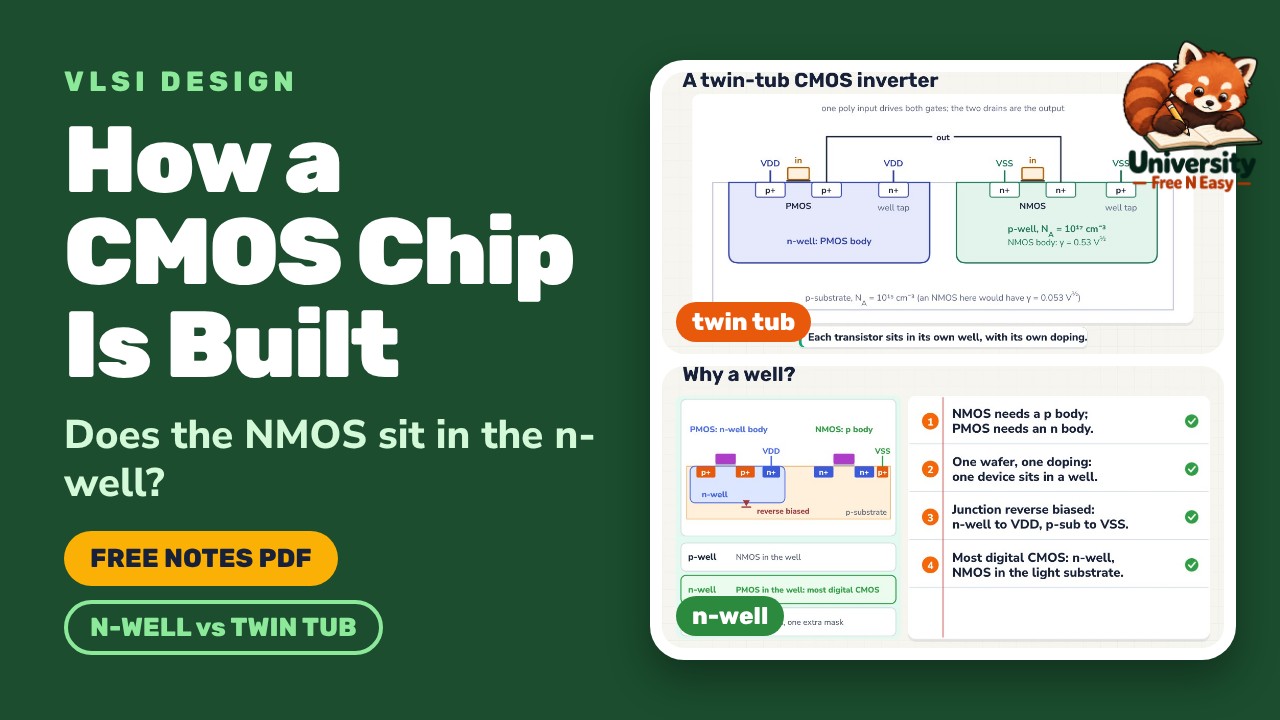 VLSI DESIGN
How a
CMOS Chip
Is Built
Does the NMOS sit in the n-
well?
FREE NOTES PDF
N-WELL vs TWIN TUB
A twin-tub CMOS inverter
one poly input drives both gates; the two drains are the output
out
VDD in VDD VSS in VSS
p+ p+ n+ n+ n+ p+
PMOS well tap NMOS well tap
n-well: PMOS body
p-well, N_A = 10¹⁷ cm⁻³
NMOS body: γ = 0.53 V^½
p-substrate, N_A = 10¹⁵ cm⁻³ (an NMOS here would have γ = 0.053 V^½)
twin tub
Each transistor sits in its own well, with its own doping.
University
Free N Easy
Why a well?
PMOS: n-well body NMOS: p body
VDD VSS
p+ p+ n+ n+ n+ p+
n-well
reverse biased p-substrate
p-well NMOS in the well
n-well PMOS in the well: most digital CMOS
n-well , one extra mask
1 NMOS needs a p body;
PMOS needs an n body.
2 One wafer, one doping:
one device sits in a well.
3 Junction reverse biased:
n-well to VDD, p-sub to VSS.
4 Most digital CMOS: n-well,
NMOS in the light substrate.